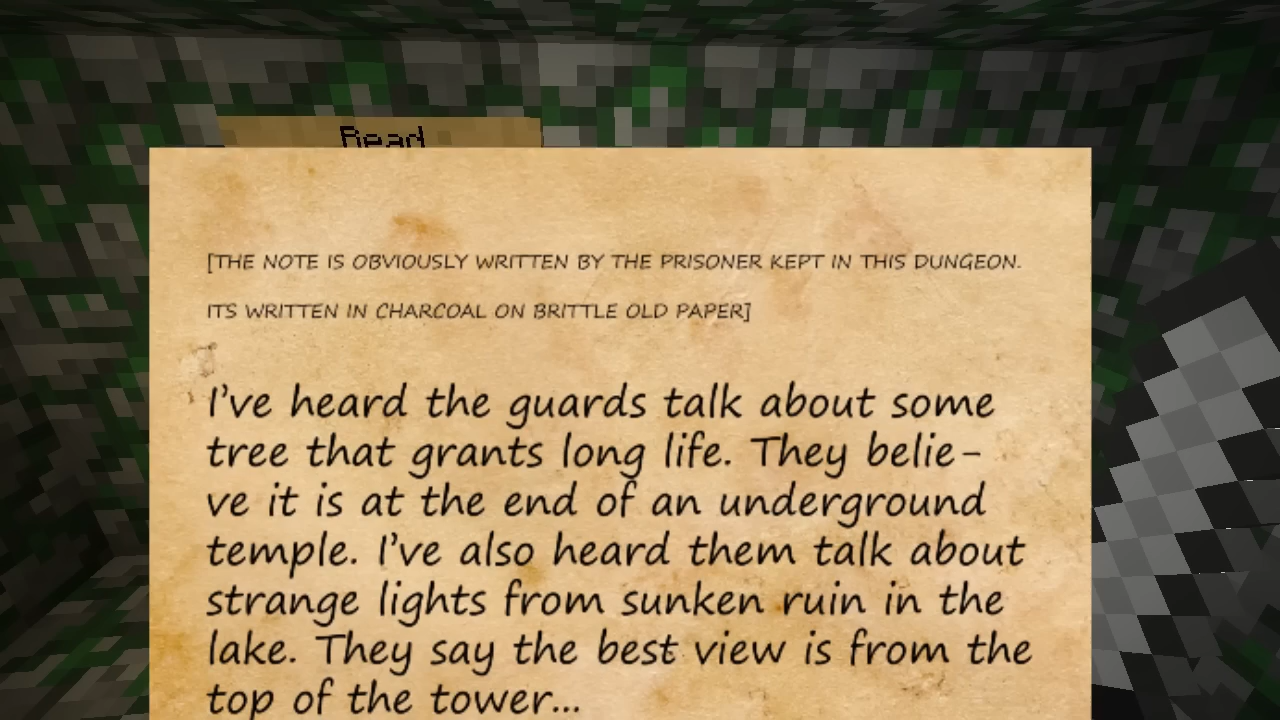 Read
[THE NOTE IS OBVIOUSLY WRITTEN BY THE PRISONER KEPT IN THIS DUNGEON.
ITS WRITTEN IN CHARCOAL ON BRITTLE OLD PAPER]
I've heard the guards talk about some
tree that grants long life. They belie-
ve it is at the end of an underground
temple. I've also heard them talk about
strange lights from sunken ruin in the
lake. They say the best view is from the
top of the tower...